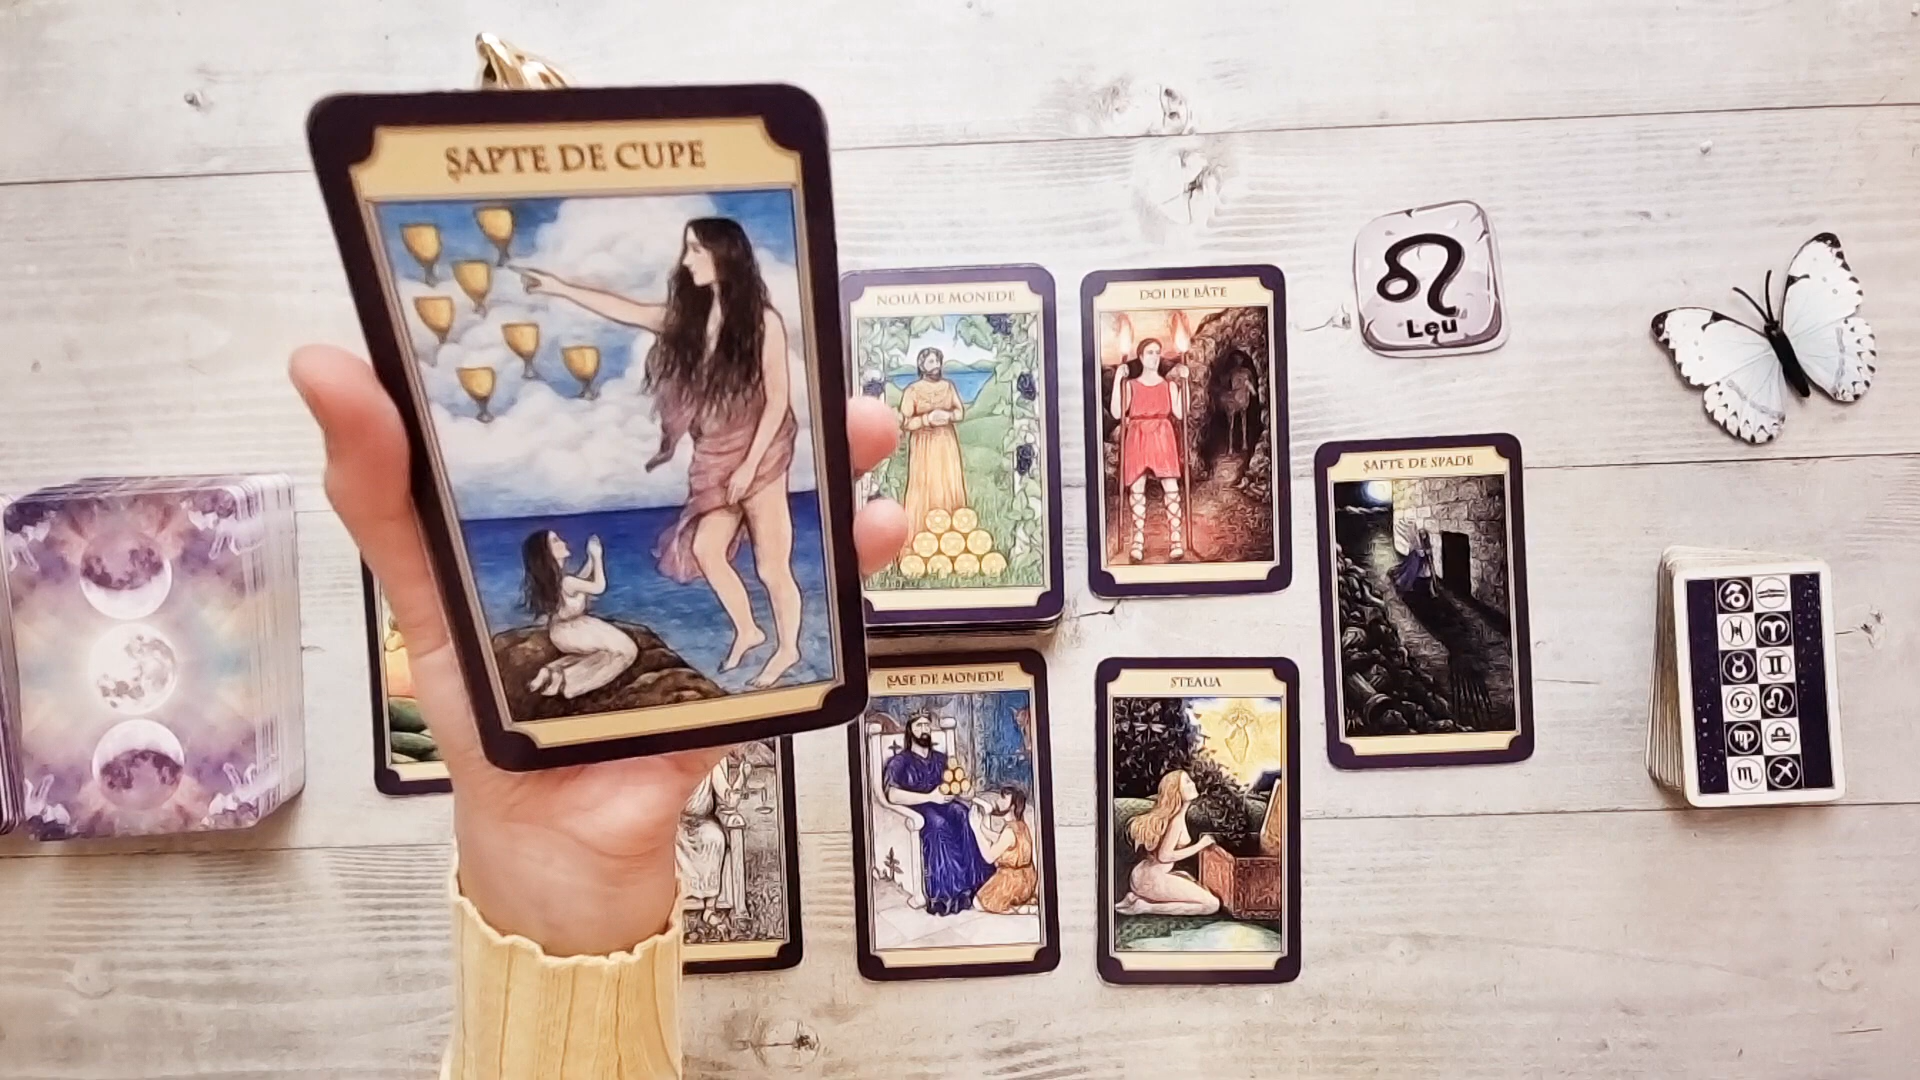 ȘAPTE DE CUPE
NOUĂ DE MONEDE
DOI DE BÂTE
Leu
ȘAPTE DE SPADE
ȘASE DE MONEDE
STEAUA